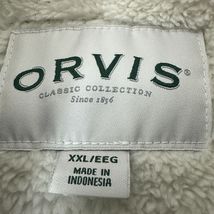 ORVIS®
CLASSIC COLLECTION
Since 1856
XXL/EEG
MADE IN
INDONESIA